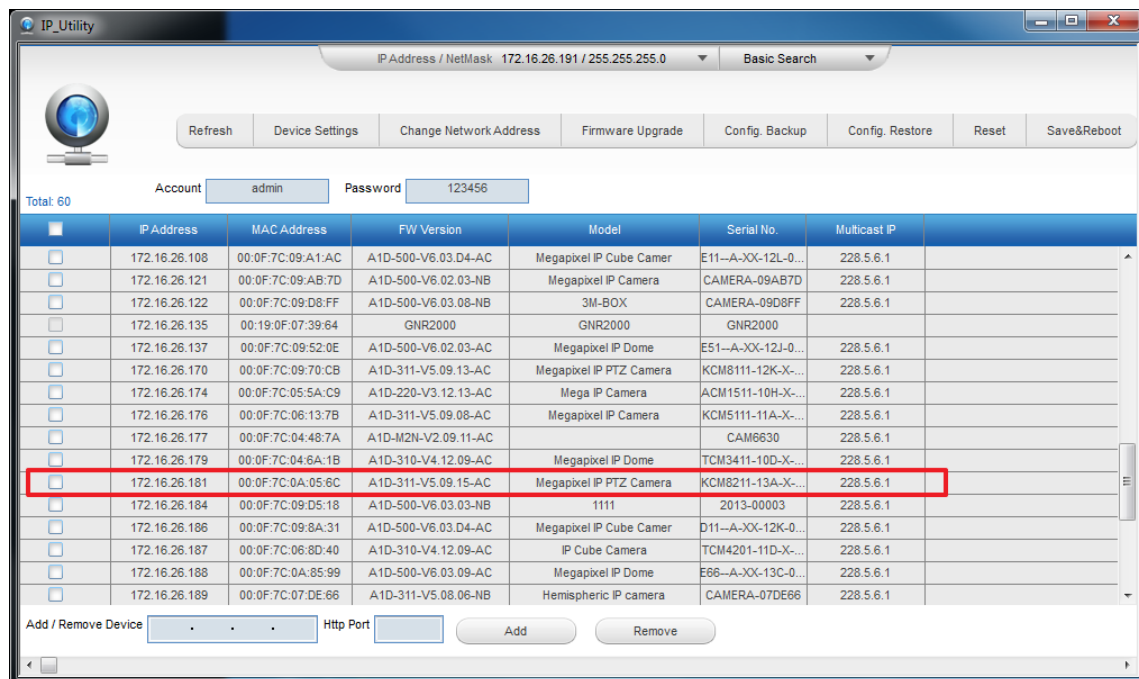 IP_Utility
IP Address / NetMask 172.16.26.191 / 255.255.255.0 Basic Search
Refresh Device Settings Change Network Address Firmware Upgrade Config. Backup Config. Restore Reset Save&Reboot
Account admin Password 123456
Total: 60
IP Address MAC Address FW Version Model Serial No. Multicast IP
172.16.26.108 00:0F:7C:09:A1:AC A1D-500-V6.03.D4-AC Megapixel IP Cube Camer E11--A-XX-12L-0... 228.5.6.1
172.16.26.121 00:0F:7C:09:AB:7D A1D-500-V6.02.03-NB Megapixel IP Camera CAMERA-09AB7D 228.5.6.1
172.16.26.122 00:0F:7C:09:D8:FF A1D-500-V6.03.08-NB 3M-BOX CAMERA-09D8FF 228.5.6.1
172.16.26.135 00:19:0F:07:39:64 GNR2000 GNR2000 GNR2000
172.16.26.137 00:0F:7C:09:52:0E A1D-500-V6.02.03-AC Megapixel IP Dome E51--A-XX-12J-0... 228.5.6.1
172.16.26.170 00:0F:7C:09:70:CB A1D-311-V5.09.13-AC Megapixel IP PTZ Camera KCM8111-12K-X-... 228.5.6.1
172.16.26.174 00:0F:7C:05:5A:C9 A1D-220-V3.12.13-AC Mega IP Camera ACM1511-10H-X-... 228.5.6.1
172.16.26.176 00:0F:7C:06:13:7B A1D-311-V5.09.08-AC Megapixel IP Camera KCM5111-11A-X-... 228.5.6.1
172.16.26.177 00:0F:7C:04:48:7A A1D-M2N-V2.09.11-AC CAM6630 228.5.6.1
172.16.26.179 00:0F:7C:04:6A:1B A1D-310-V4.12.09-AC Megapixel IP Dome TCM3411-10D-X-... 228.5.6.1
172.16.26.181 00:0F:7C:0A:05:6C A1D-311-V5.09.15-AC Megapixel IP PTZ Camera KCM8211-13A-X-... 228.5.6.1
172.16.26.184 00:0F:7C:09:D5:18 A1D-500-V6.03.03-NB 1111 2013-00003 228.5.6.1
172.16.26.186 00:0F:7C:09:8A:31 A1D-500-V6.03.D4-AC Megapixel IP Cube Camer D11--A-XX-12K-0... 228.5.6.1
172.16.26.187 00:0F:7C:06:8D:40 A1D-310-V4.12.09-AC IP Cube Camera TCM4201-11D-X-... 228.5.6.1
172.16.26.188 00:0F:7C:0A:85:99 A1D-500-V6.03.09-AC Megapixel IP Dome E66--A-XX-13C-0... 228.5.6.1
172.16.26.189 00:0F:7C:07:DE:66 A1D-311-V5.08.06-NB Hemispheric IP camera CAMERA-07DE66 228.5.6.1
Add / Remove Device . . . Http Port Add Remove